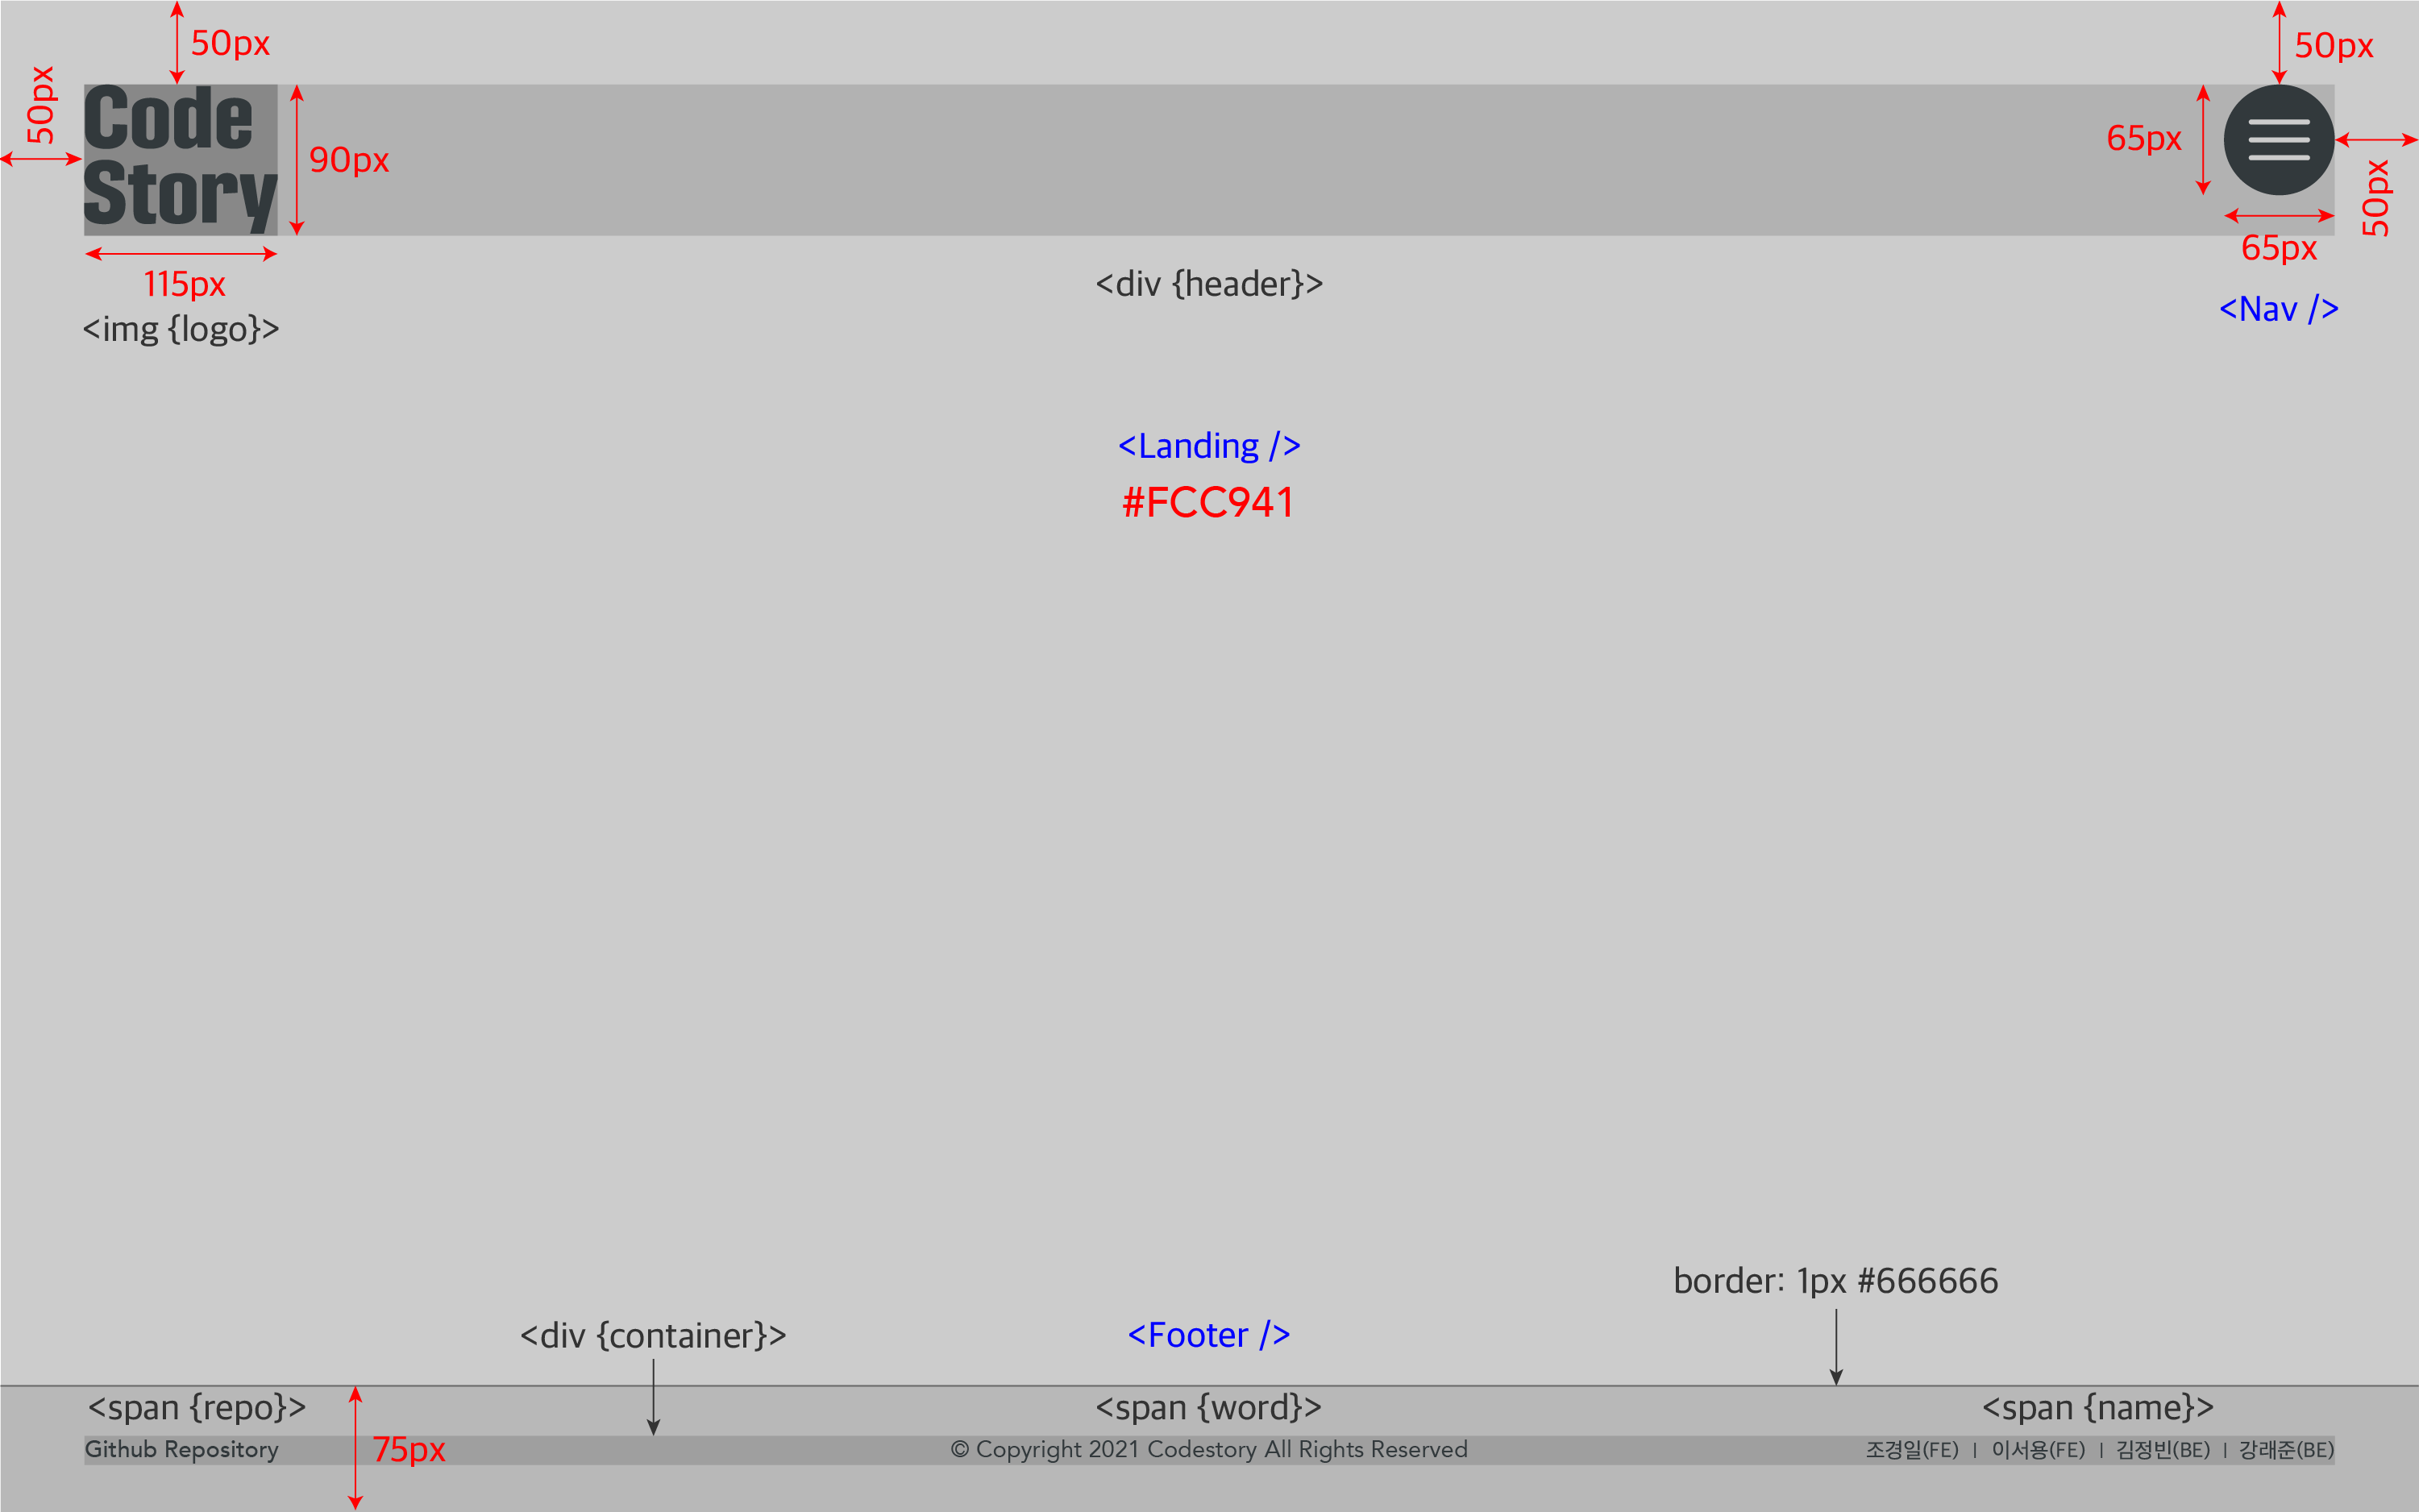 50px
50px
50px
Code
Story
90px
65px
50px
65px
115px
<img {logo}>
<div {header}>
<Nav />
<Landing />
#FCC941
border: 1px #666666
<div {container}>
<Footer />
<span {repo}>
<span {word}>
<span {name}>
Github Repository
75px
© Copyright 2021 Codestory All Rights Reserved
조경일(FE) | 이서용(FE) | 김정빈(BE) | 강래준(BE)